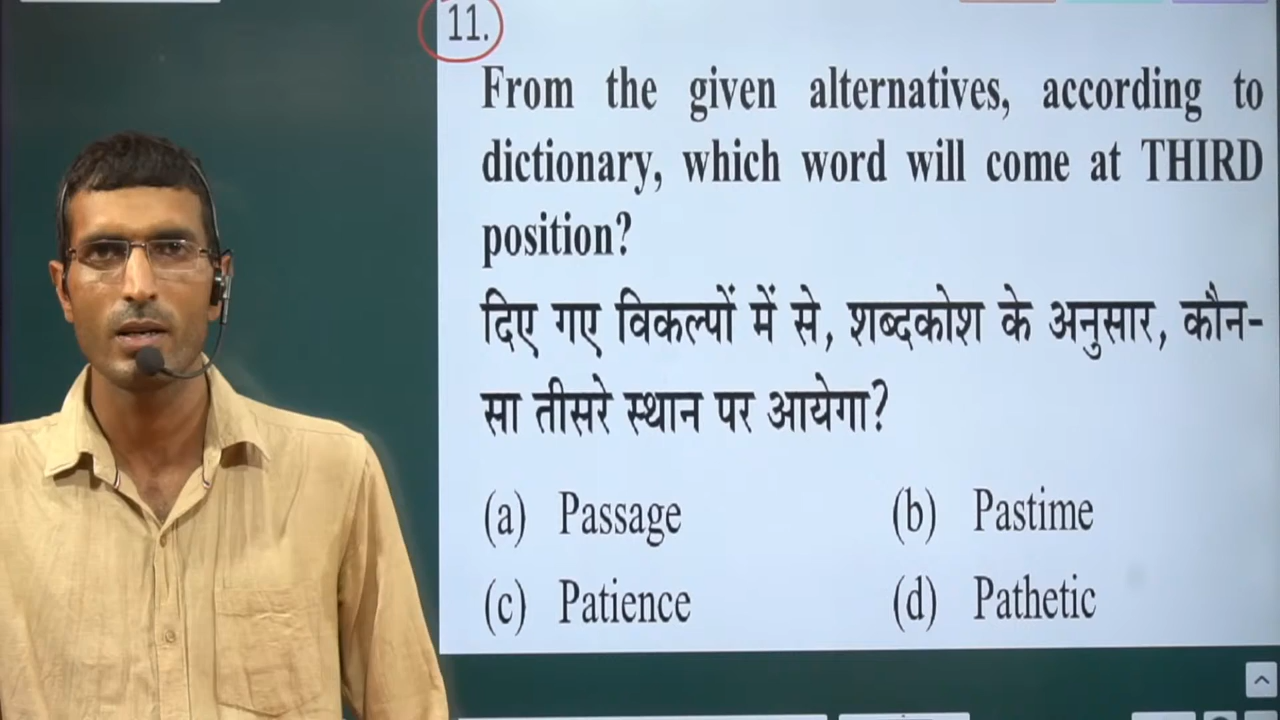 11.
From the given alternatives, according to
dictionary, which word will come at THIRD
position?
दिए गए विकल्पों में से, शब्दकोश के अनुसार, कौन-
सा तीसरे स्थान पर आयेगा?
(a) Passage (b) Pastime
(c) Patience (d) Pathetic